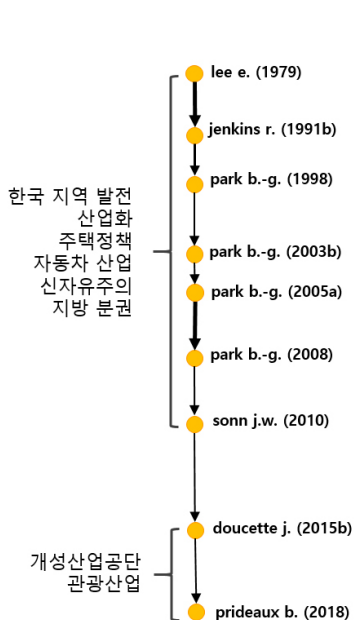 lee e. (1979)
jenkins r. (1991b)
park b.-g. (1998)
한국 지역 발전
산업화
주택정책
자동차 산업
신자유주의
지방 분권
park b.-g. (2003b)
park b.-g. (2005a)
park b.-g. (2008)
sonn j.w. (2010)
doucette j. (2015b)
개성산업공단
관광산업
prideaux b. (2018)